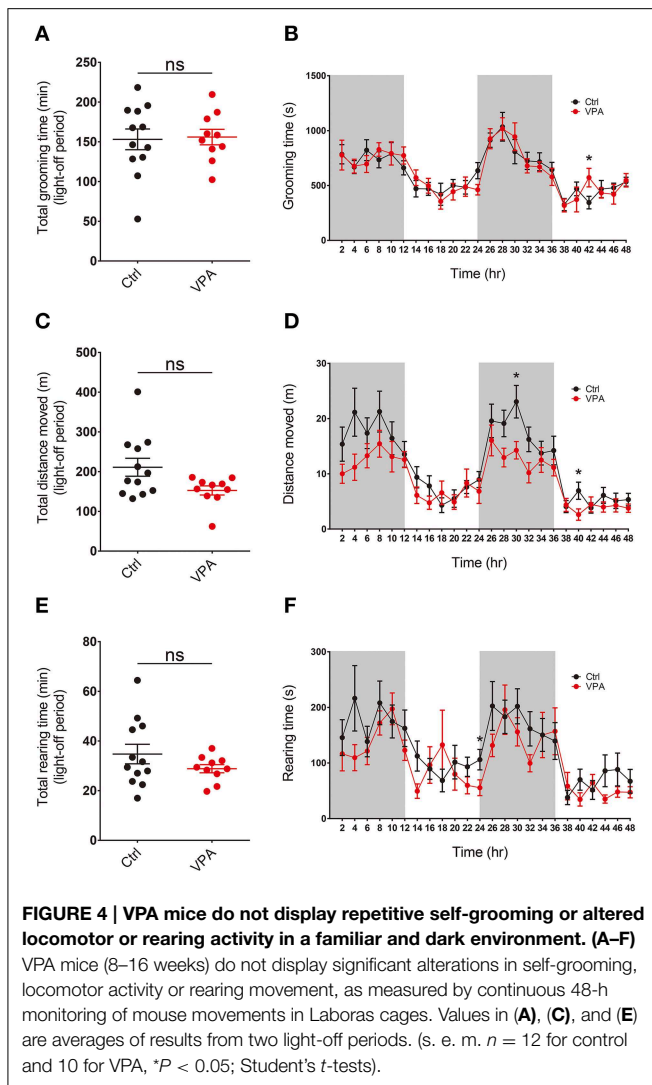 A
B
ns
Total grooming time (min)
(light-off period)
250
200
150
100
50
0
Ctrl
VPA
Grooming time (s)
1500
1000
500
0
Ctrl
VPA
*
2 4 6 8 10 12 14 16 18 20 22 24 26 28 30 32 34 36 38 40 42 44 46 48
Time (hr)
C
D
ns
Total distance moved (m)
(light-off period)
500
400
300
200
100
0
Ctrl
VPA
Distance moved (m)
30
20
10
0
*
Ctrl
VPA
*
2 4 6 8 10 12 14 16 18 20 22 24 26 28 30 32 34 36 38 40 42 44 46 48
Time (hr)
E
F
ns
Total rearing time (min)
(light-off period)
80
60
40
20
0
Ctrl
VPA
Rearing time (s)
300
200
100
0
*
Ctrl
VPA
2 4 6 8 10 12 14 16 18 20 22 24 26 28 30 32 34 36 38 40 42 44 46 48
Time (hr)
FIGURE 4 | VPA mice do not display repetitive self-grooming or altered
locomotor or rearing activity in a familiar and dark environment. (A–F)
VPA mice (8–16 weeks) do not display significant alterations in self-grooming,
locomotor activity or rearing movement, as measured by continuous 48-h
monitoring of mouse movements in Laboras cages. Values in (A), (C), and (E)
are averages of results from two light-off periods. (s. e. m. n = 12 for control
and 10 for VPA, *P < 0.05; Student's t-tests).